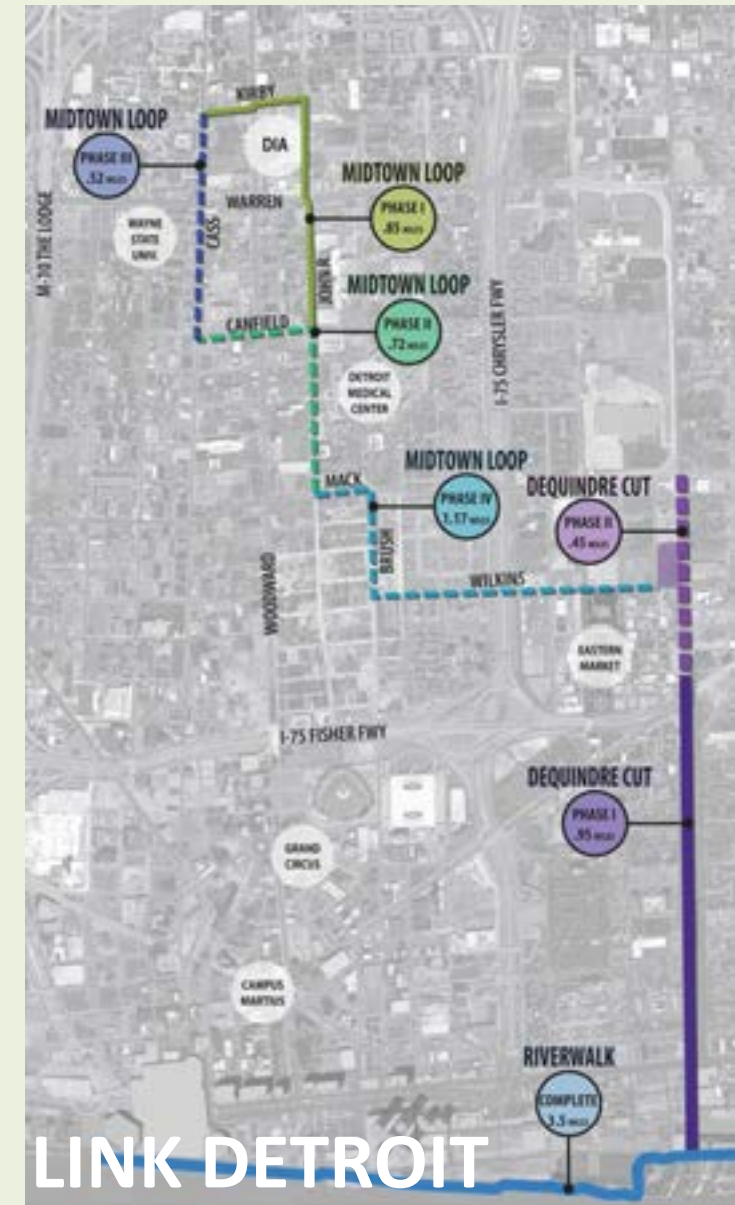 KIRBY
MIDTOWN LOOP
PHASE III
.52 MILES
DIA
MIDTOWN LOOP
PHASE I
.85 MILES
WARREN
WAYNE
STATE
UNIV.
CASS
M-10 THE LODGE
JOHN R.
MIDTOWN LOOP
PHASE II
.72 MILES
CANFIELD
I-75 CHRYSLER FWY
DETROIT
MEDICAL
CENTER
MIDTOWN LOOP
PHASE IV
1.17 MILES
MACK
DEQUINDRE CUT
PHASE II
.45 MILES
BRUSH
WOODWARD
WILKINS
EASTERN
MARKET
I-75 FISHER FWY
DEQUINDRE CUT
PHASE I
.95 MILES
GRAND
CIRCUS
CAMPUS
MARTIUS
RIVERWALK
COMPLETE
3.5 MILES
LINK DETROIT